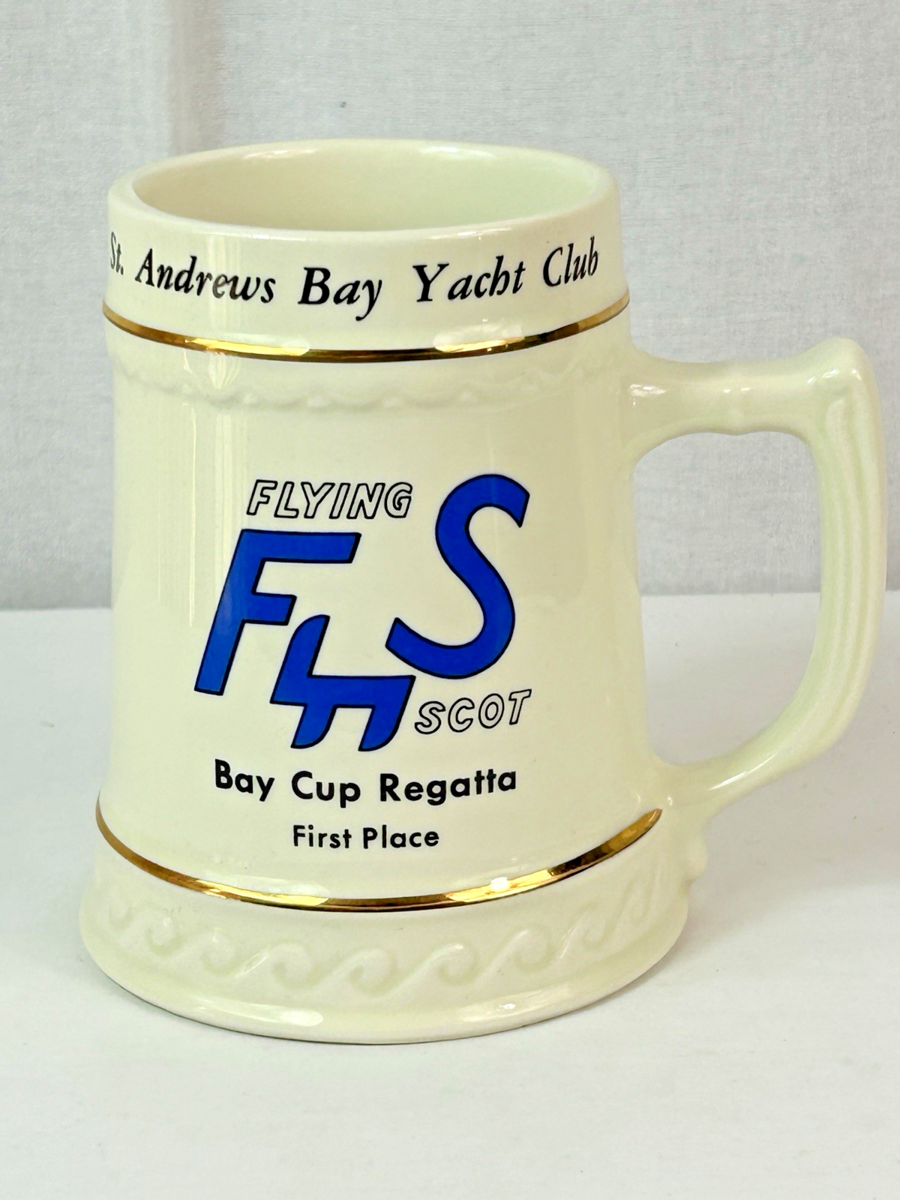 St. Andrews Bay Yacht Club
FLYING
FS
SCOT
Bay Cup Regatta
First Place